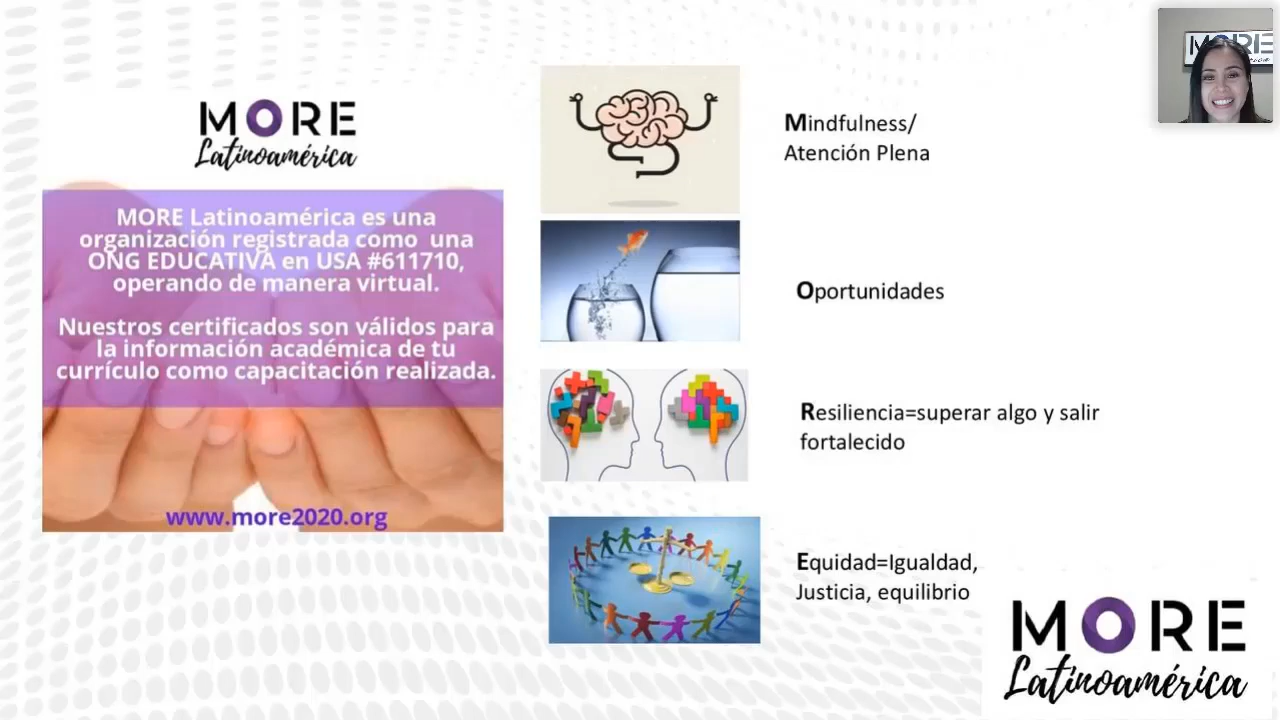 MORE
Latinoamérica
MORE Latinoamérica es una
organización registrada como una
ONG EDUCATIVA en USA #611710,
operando de manera virtual.
Nuestros certificados son válidos para
la información académica de tu
currículo como capacitación realizada.
www.more2020.org
Mindfulness/
Atención Plena
Oportunidades
Resiliencia=superar algo y salir
fortalecido
Equidad=Igualdad,
Justicia, equilibrio
MORE
Latinoamérica
MORE